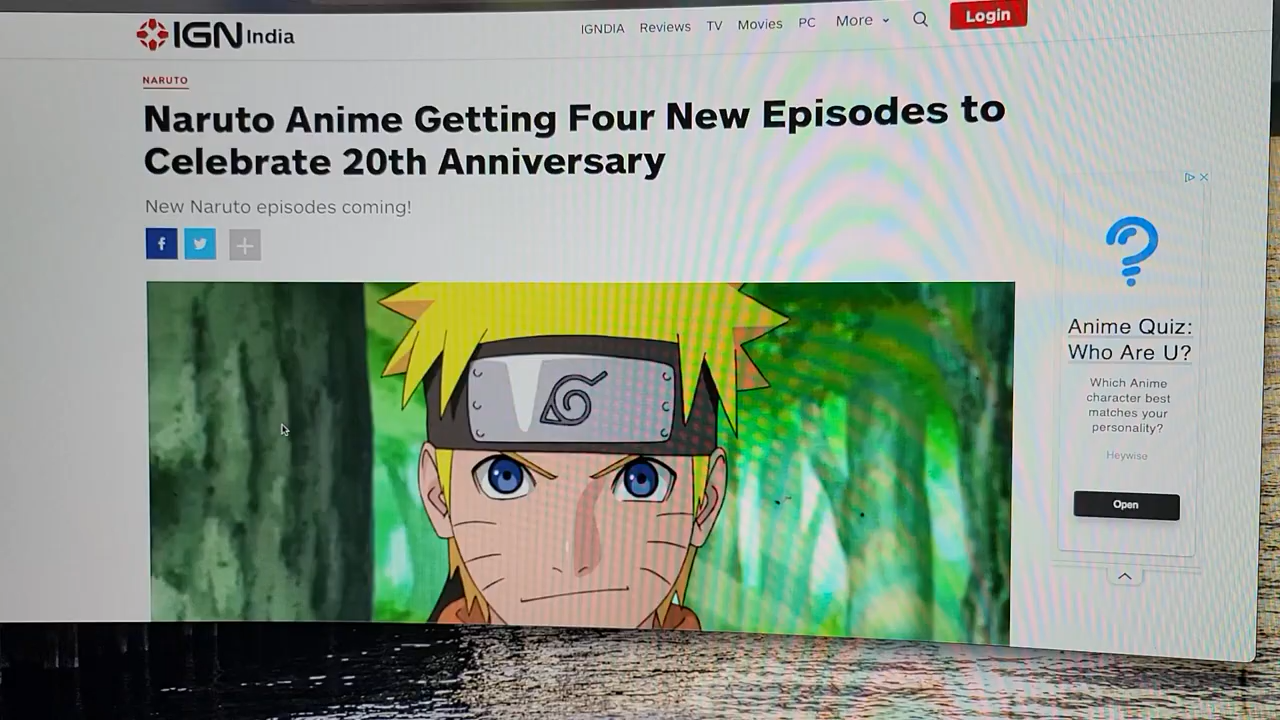 IGN India
IGNDIA Reviews TV Movies PC More Login
NARUTO
Naruto Anime Getting Four New Episodes to
Celebrate 20th Anniversary
New Naruto episodes coming!
Anime Quiz:
Who Are U?
Which Anime
character best
matches your
personality?
Heywise
Open